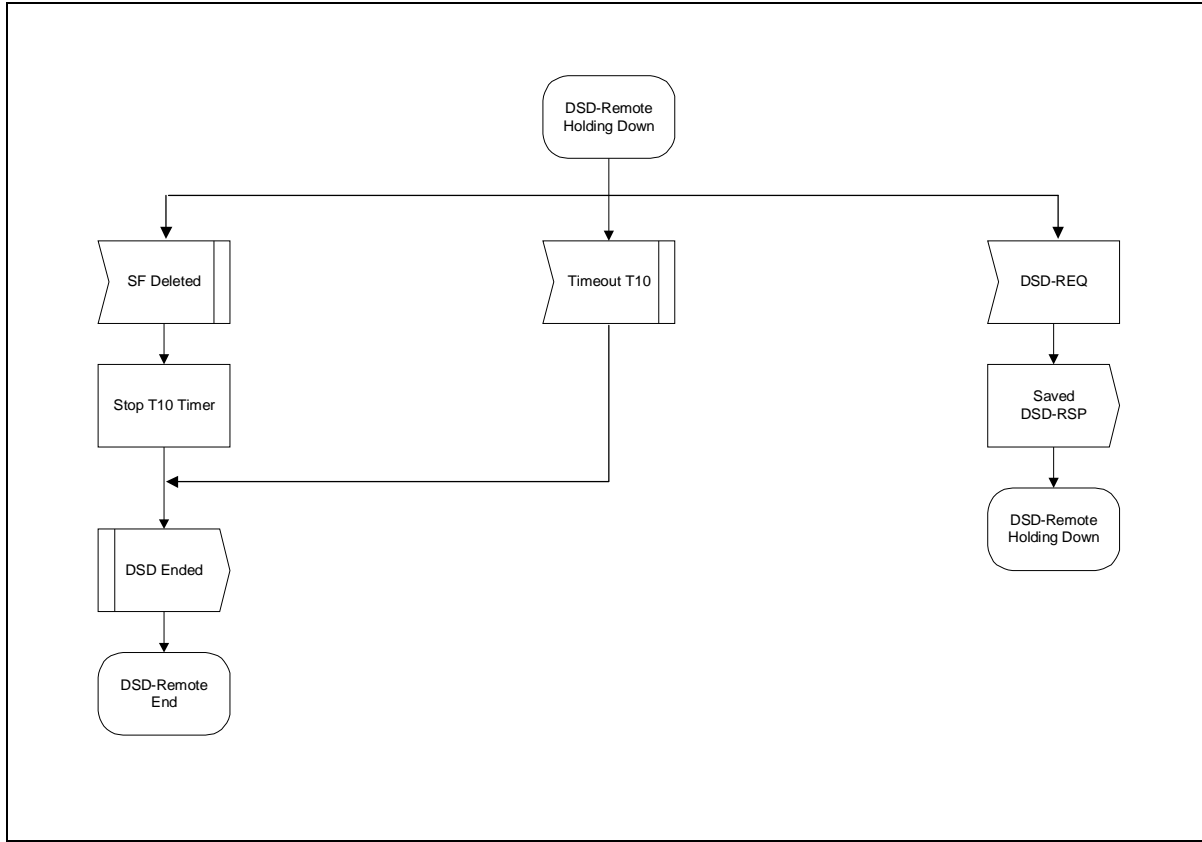 DSD-Remote
Holding Down
SF Deleted
Timeout T10
DSD-REQ
Stop T10 Timer
Saved
DSD-RSP
DSD-Remote
Holding Down
DSD Ended
DSD-Remote
End